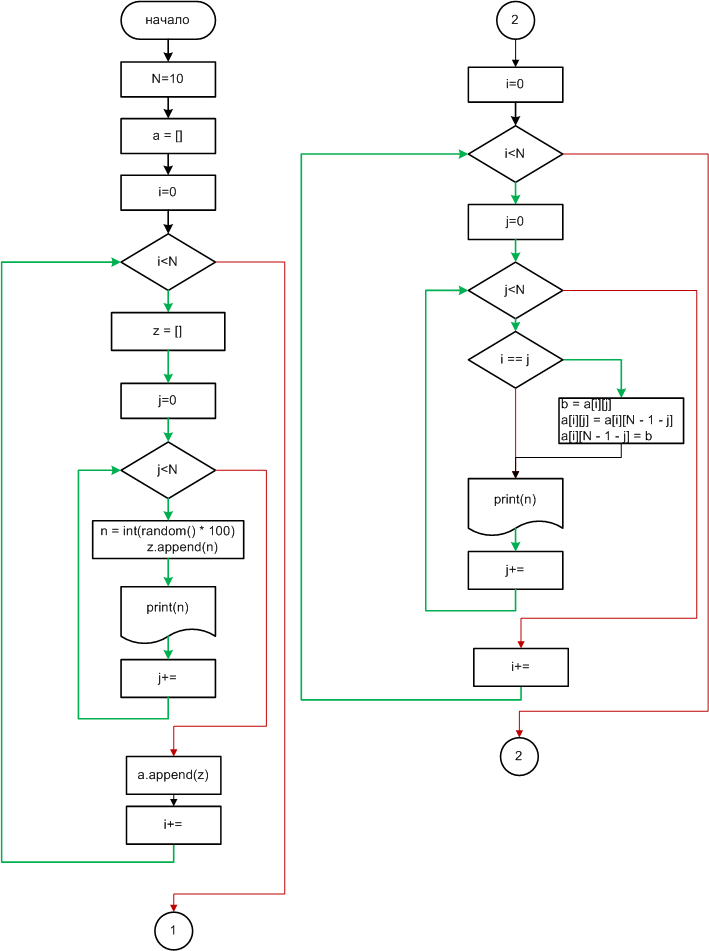 начало
N=10
a = []
i=0
i<N
z = []
j=0
j<N
n = int(random() * 100)
z.append(n)
print(n)
j+=
a.append(z)
i+=
1
2
i=0
i<N
j=0
j<N
i == j
b = a[i][j]
a[i][j] = a[i][N - 1 - j]
a[i][N - 1 - j] = b
print(n)
j+=
i+=
2